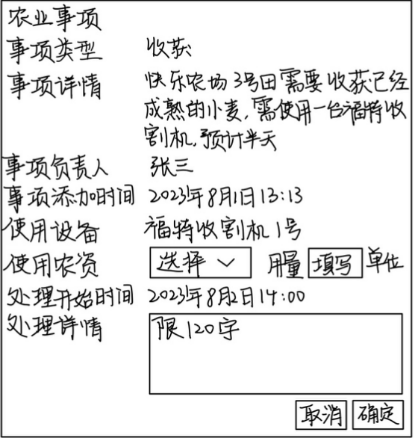 农业事项
事项类型 收获
事项详情 快乐农场3号田需要收获已经
成熟的小麦,需使用一台福特收
割机,预计半天
事项负责人 张三
事项添加时间 2023年8月1日13:13
使用设备 福特收割机1号
使用农资 选择 用量 填写 单位
处理开始时间 2023年8月2日14:00
处理详情 限120字
取消 确定